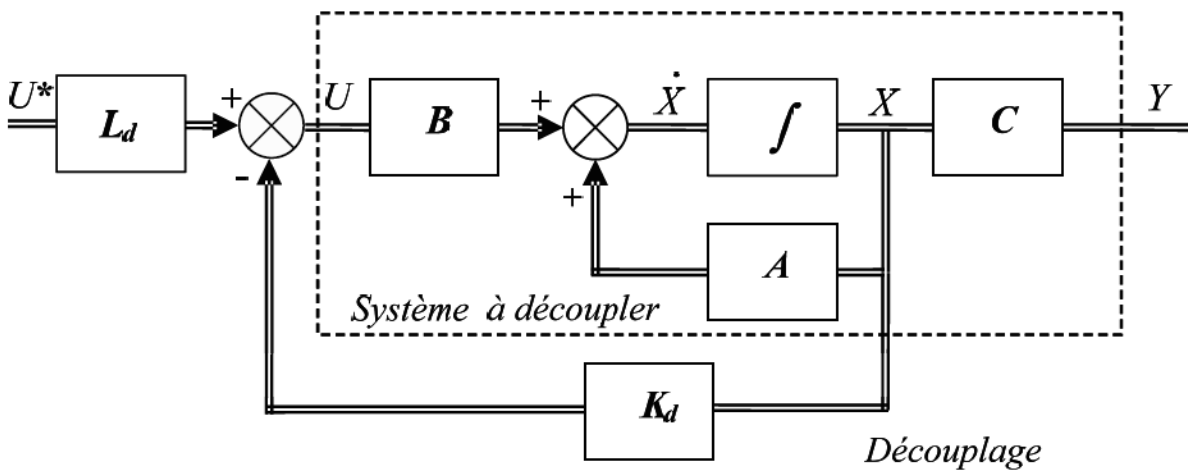 U*
L_d
+
-
U
B
+
+
Ẋ
∫
X
C
Y
A
Système à découpler
K_d
Découplage